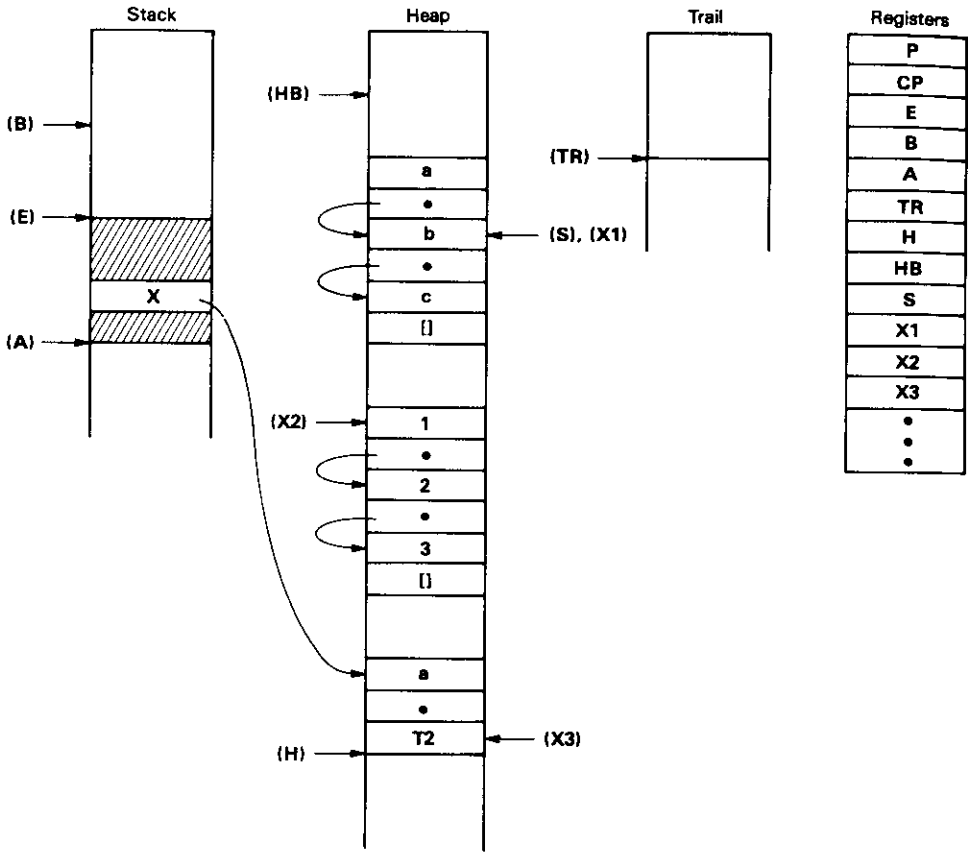 Stack
Heap
Trail
Registers
(B)
(E)
X
(A)
(HB)
a
•
b
(S), (X1)
•
c
[]
(X2)
1
•
2
•
3
[]
a
•
T2
(X3)
(H)
(TR)
P
CP
E
B
A
TR
H
HB
S
X1
X2
X3
•
•
•